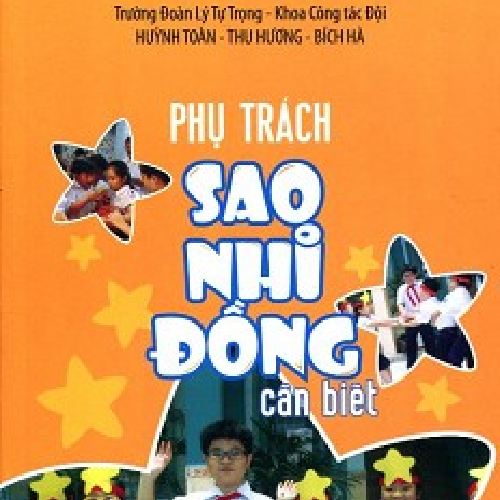 Trường Đoàn Lý Tự Trọng - Khoa Công tác Đội
HUỲNH TOÀN - THU HƯƠNG - BÍCH HÀ
PHỤ TRÁCH
SAO
NHI
ĐỒNG
cần biết